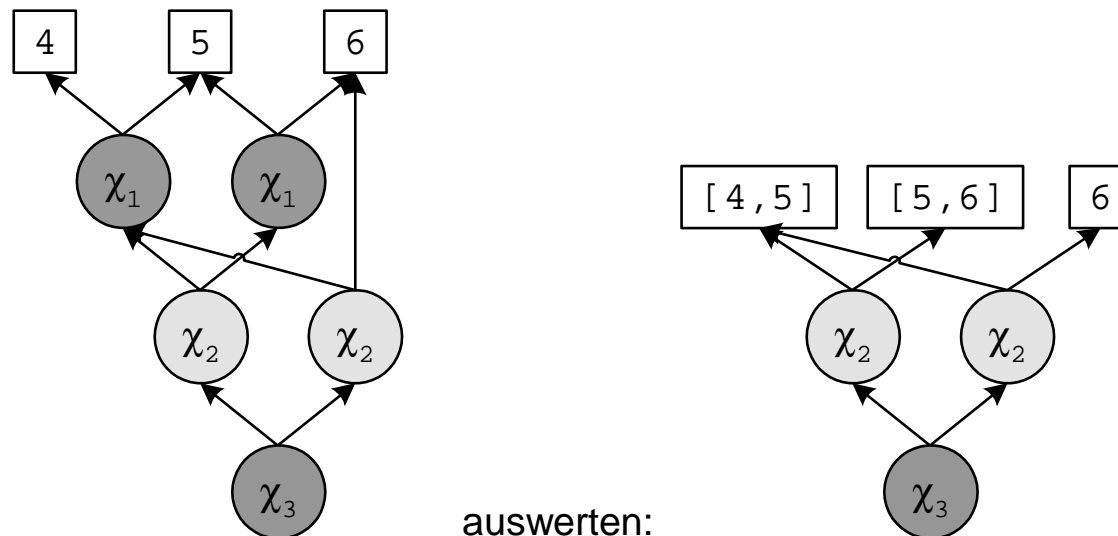 4 5 6
χ₁ χ₁
[4,5] [5,6] 6
χ₂ χ₂ χ₂ χ₂
χ₃ χ₃
auswerten: